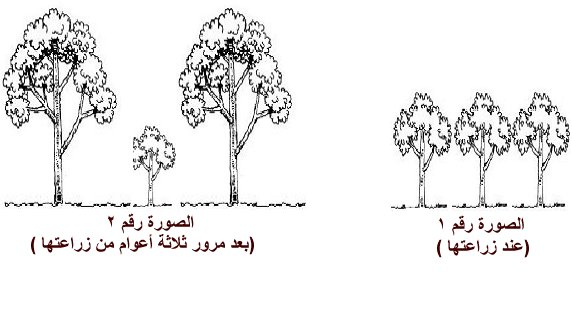 الصورة رقم ١
(عند زراعتها )
الصورة رقم ٢
(بعد مرور ثلاثة أعوام من زراعتها )